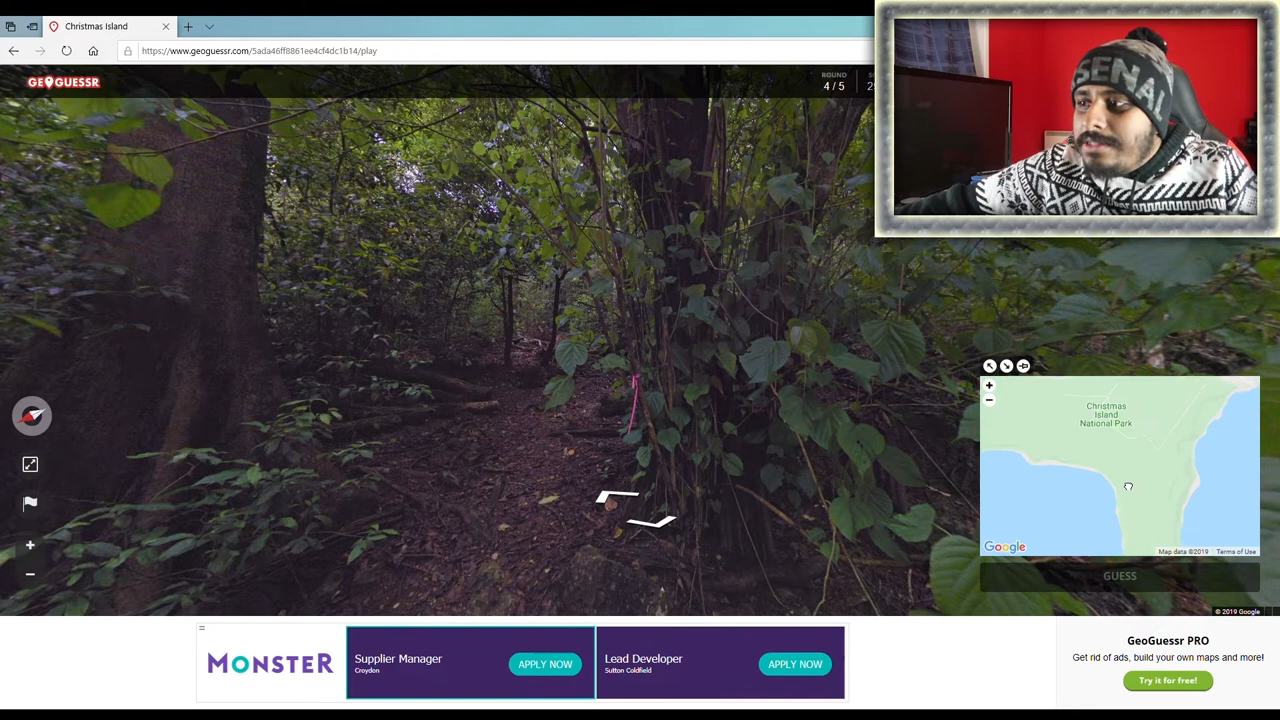 Christmas Island
https://www.geoguessr.com/5ada46ff8861ee4cf4dc1b14/play
GEOGUESSR
ROUND
4 / 5
SENAL
Christmas
Island
National Park
Google
Map data ©2019
Terms of Use
GUESS
© 2019 Google
MONSTER
Supplier Manager
Croydon
APPLY NOW
Lead Developer
Sutton Coldfield
APPLY NOW
GeoGuessr PRO
Get rid of ads, build your own maps and more!
Try it for free!